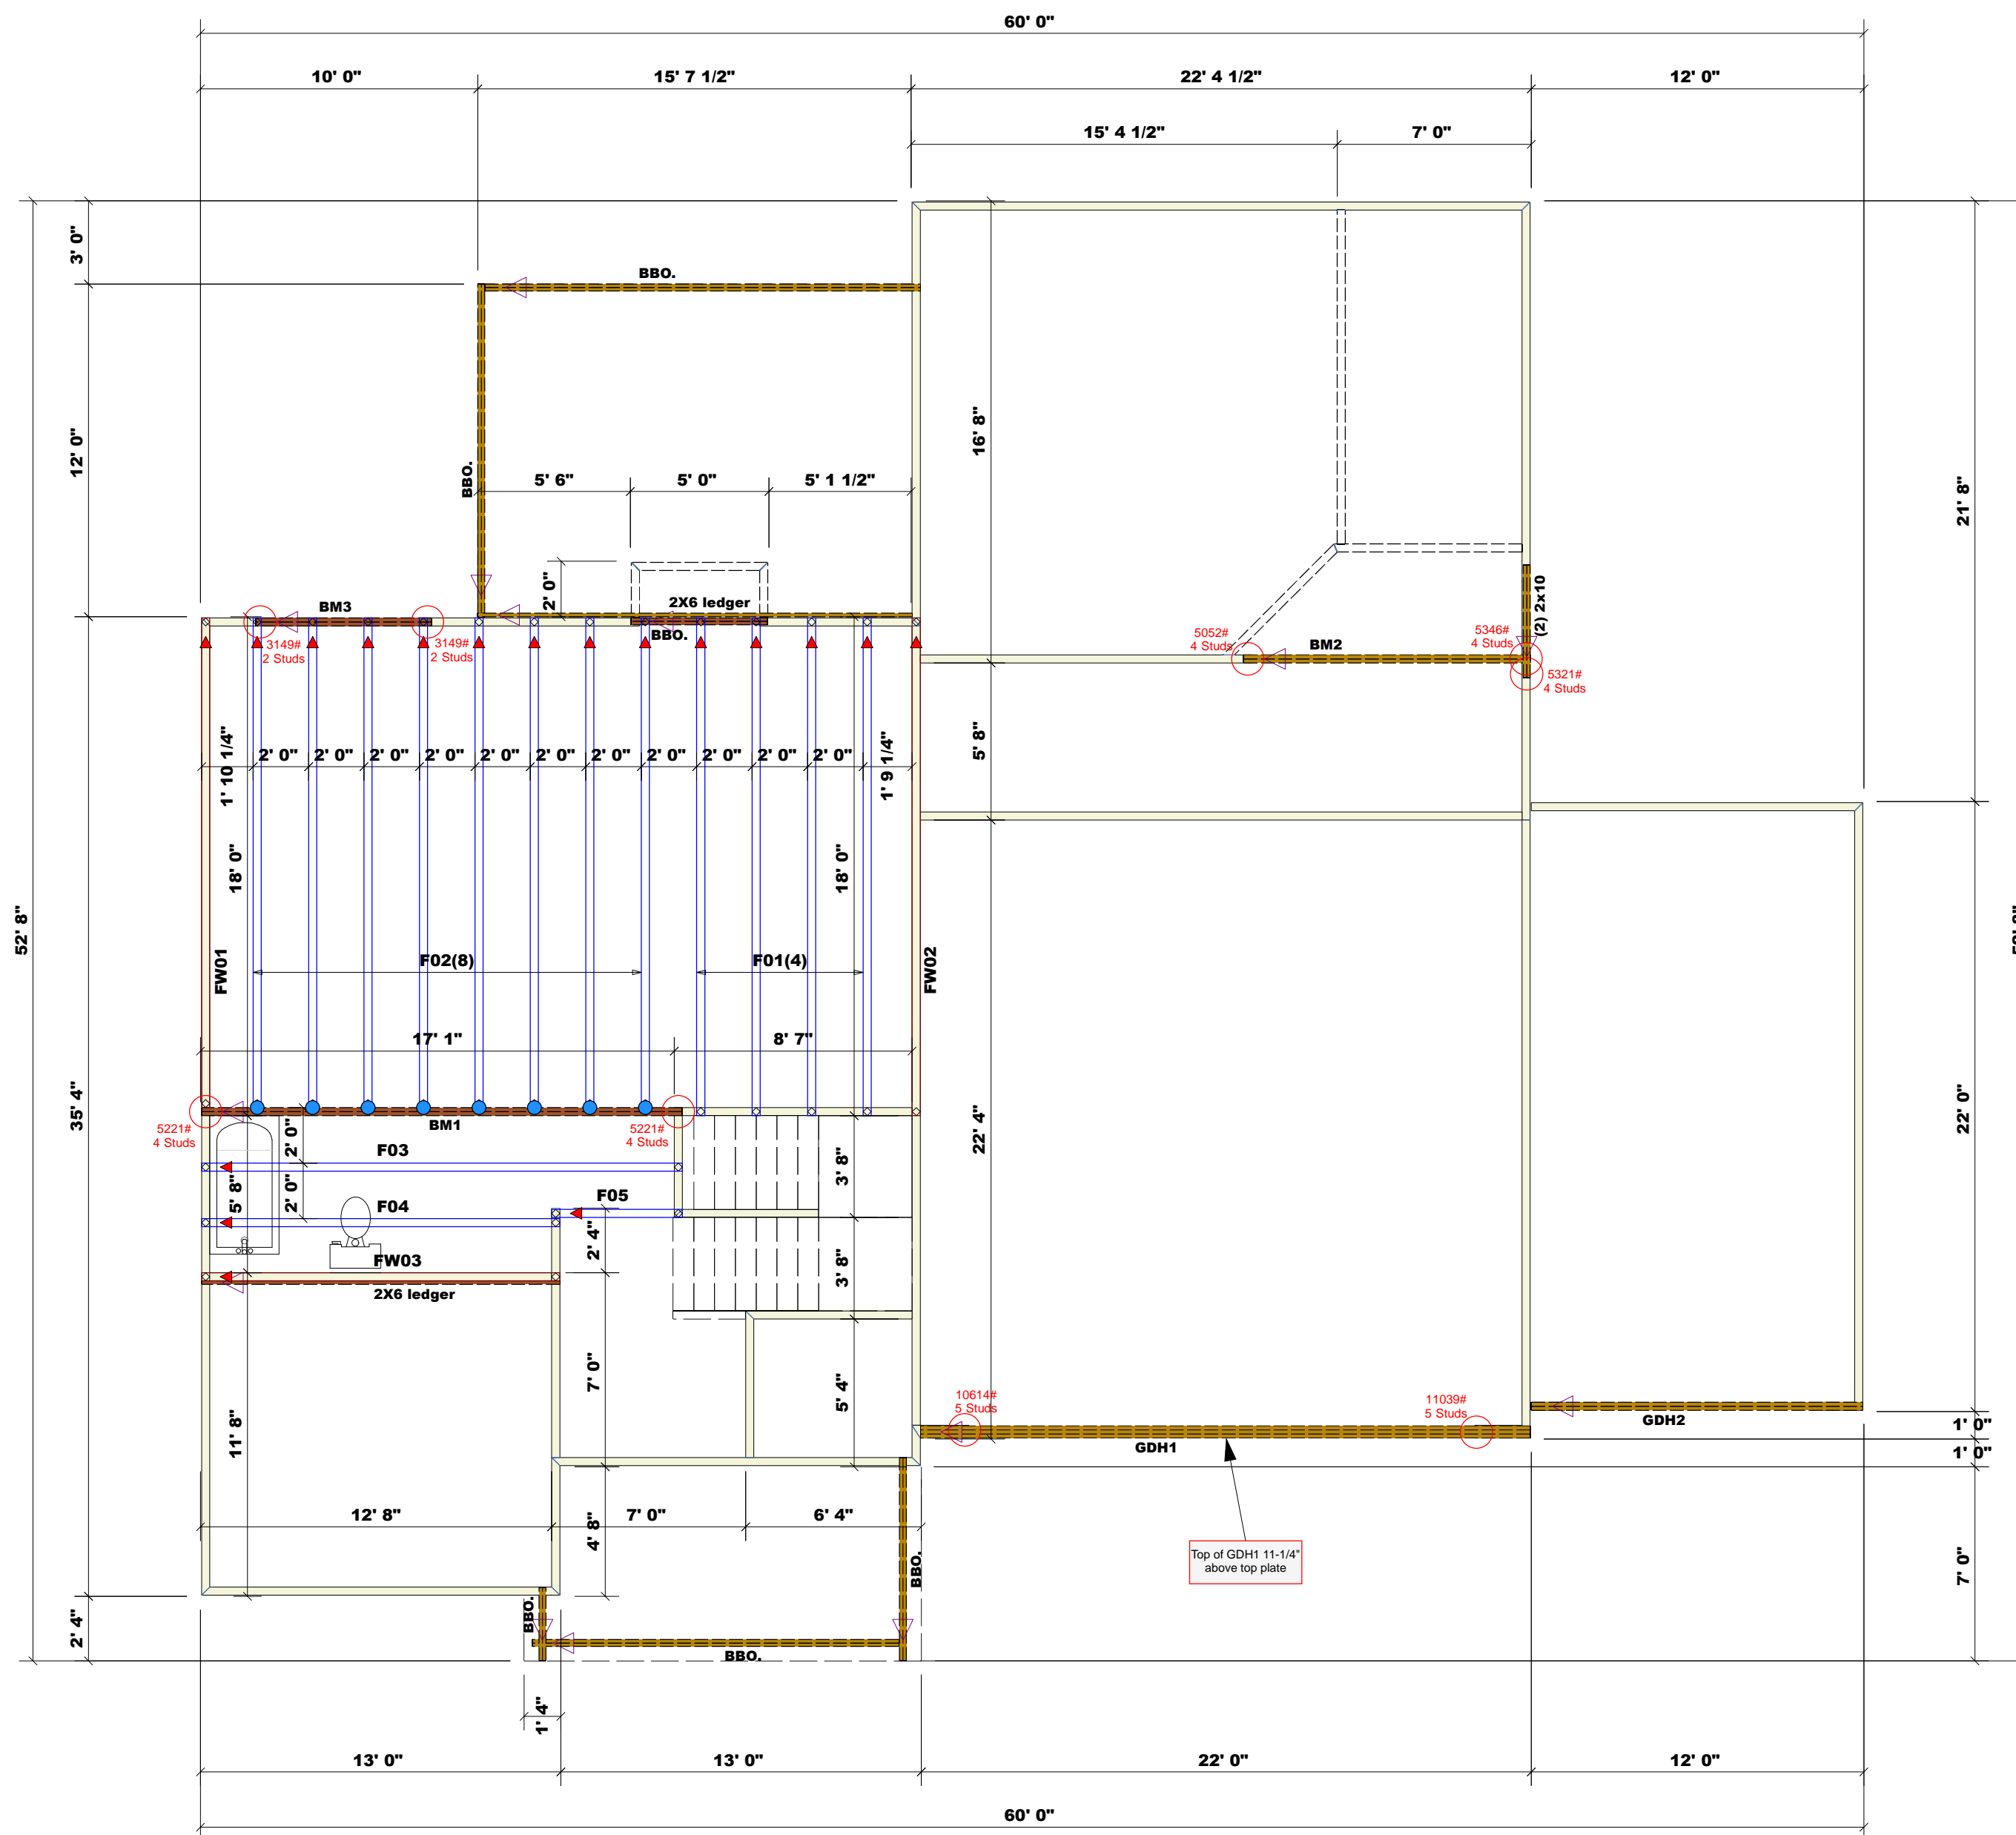 60' 0"
10' 0"
15' 7 1/2"
22' 4 1/2"
12' 0"
15' 4 1/2"
7' 0"
3' 0"
BBO.
12' 0"
16' 8"
BBO.
5' 6"
5' 0"
5' 1 1/2"
21' 8"
2' 0"
(2) 2x10
BM3
2X6 ledger
BBO.
3149#
2 Studs
3149#
2 Studs
5052#
4 Studs
BM2
5346#
4 Studs
5321#
4 Studs
1' 10 1/4"
2' 0"
2' 0"
2' 0"
2' 0"
2' 0"
2' 0"
2' 0"
2' 0"
2' 0"
2' 0"
2' 0"
1' 9 1/4"
5' 8"
18' 0"
18' 0"
52' 8"
FW01
F02(8)
F01(4)
FW02
17' 1"
8' 7"
35' 4"
22' 4"
22' 0"
5221#
4 Studs
BM1
5221#
4 Studs
2' 0"
F03
3' 8"
5' 8"
2' 0"
F04
F05
2' 4"
FW03
3' 8"
2X6 ledger
7' 0"
5' 4"
10614#
5 Studs
11039#
5 Studs
GDH1
GDH2
1' 0"
1' 0"
11' 8"
12' 8"
7' 0"
6' 4"
4' 8"
Top of GDH1 11-1/4"
above top plate
7' 0"
BBO.
BBO.
2' 4"
BBO.
1' 4"
13' 0"
13' 0"
22' 0"
12' 0"
60' 0"